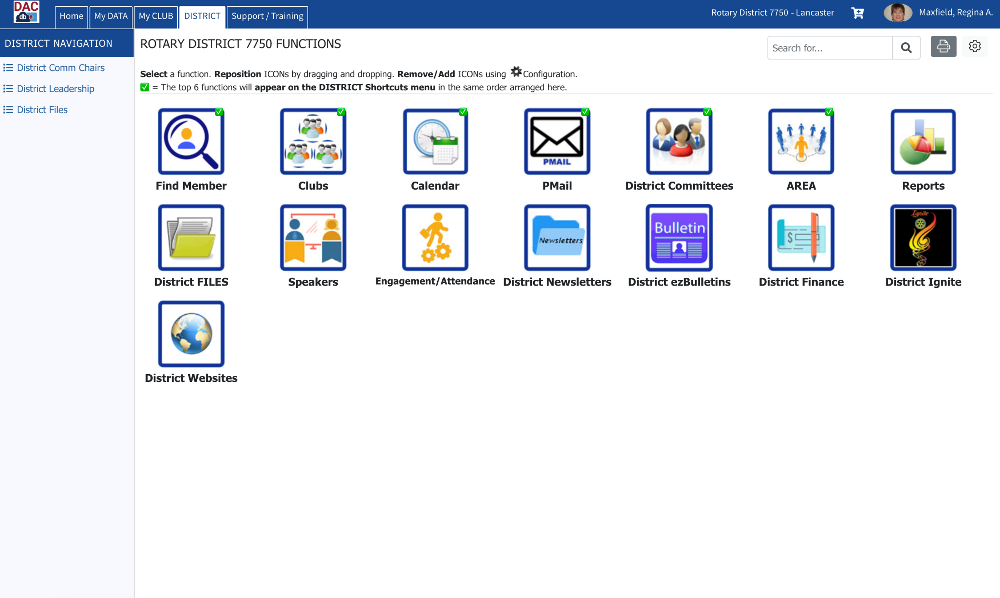 DAC
db
Home
My DATA
My CLUB
DISTRICT
Support / Training
Rotary District 7750 - Lancaster
Maxfield, Regina A.
DISTRICT NAVIGATION
District Comm Chairs
District Leadership
District Files
ROTARY DISTRICT 7750 FUNCTIONS
Search for...
Select a function. Reposition ICONs by dragging and dropping. Remove/Add ICONs using Configuration.
= The top 6 functions will appear on the DISTRICT Shortcuts menu in the same order arranged here.
PMAIL
Find Member
Clubs
Calendar
PMail
District Committees
AREA
Reports
Newsletters
Bulletin
$
Ignite
District FILES
Speakers
Engagement/Attendance
District Newsletters
District ezBulletins
District Finance
District Ignite
District Websites